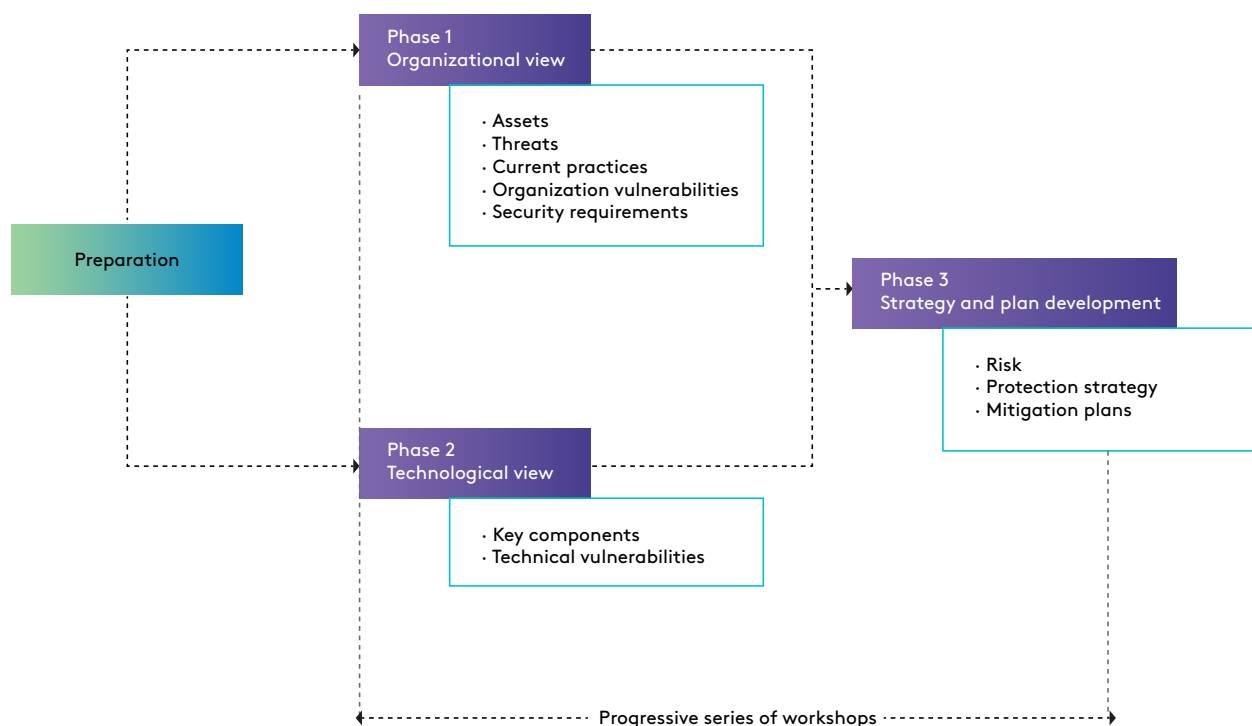 Phase 1
Organizational view
· Assets
· Threats
· Current practices
· Organization vulnerabilities
· Security requirements
Preparation
Phase 3
Strategy and plan development
· Risk
· Protection strategy
· Mitigation plans
Phase 2
Technological view
· Key components
· Technical vulnerabilities
Progressive series of workshops